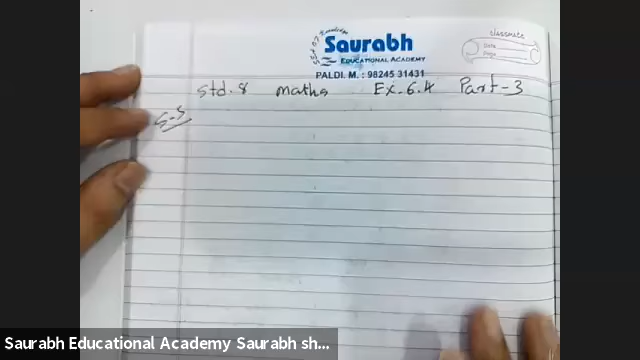 classmate
Date
Page
Saurabh
EDUCATIONAL ACADEMY
PALDI. M. : 98245 31431
Std. 8 maths Ex-6.4 Part-3
S-5
Saurabh Educational Academy Saurabh sh...